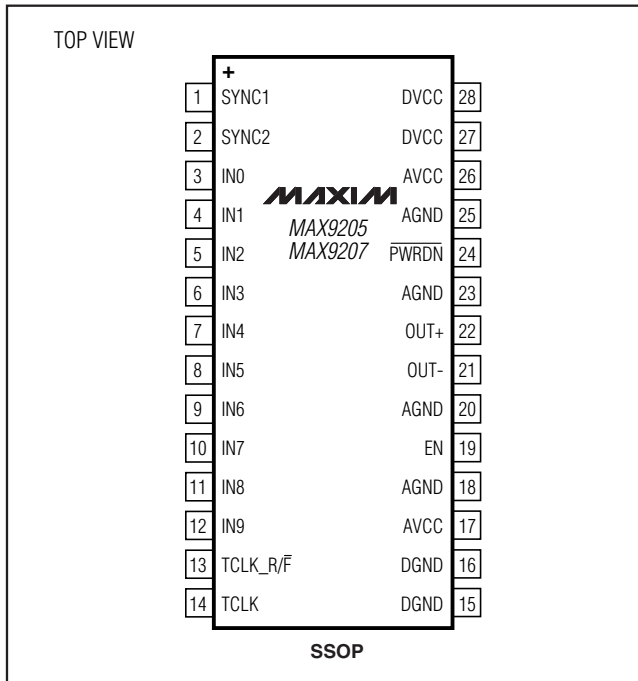 TOP VIEW
+
1 SYNC1 DVCC 28
2 SYNC2 DVCC 27
3 IN0 AVCC 26
MAXIM
4 IN1 AGND 25
MAX9205
5 IN2 MAX9207 P̅W̅R̅D̅N̅ 24
6 IN3 AGND 23
7 IN4 OUT+ 22
8 IN5 OUT- 21
9 IN6 AGND 20
10 IN7 EN 19
11 IN8 AGND 18
12 IN9 AVCC 17
13 TCLK_R/F̅ DGND 16
14 TCLK DGND 15
SSOP